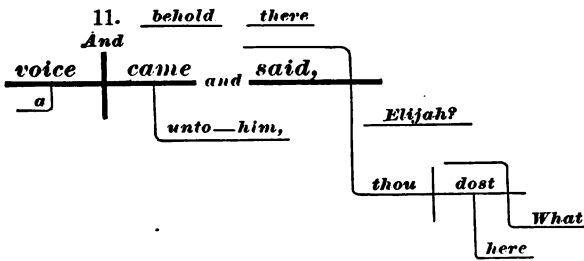 11. behold there
And
voice came and said,
a
Elijah?
unto—him,
thou dost
What
here